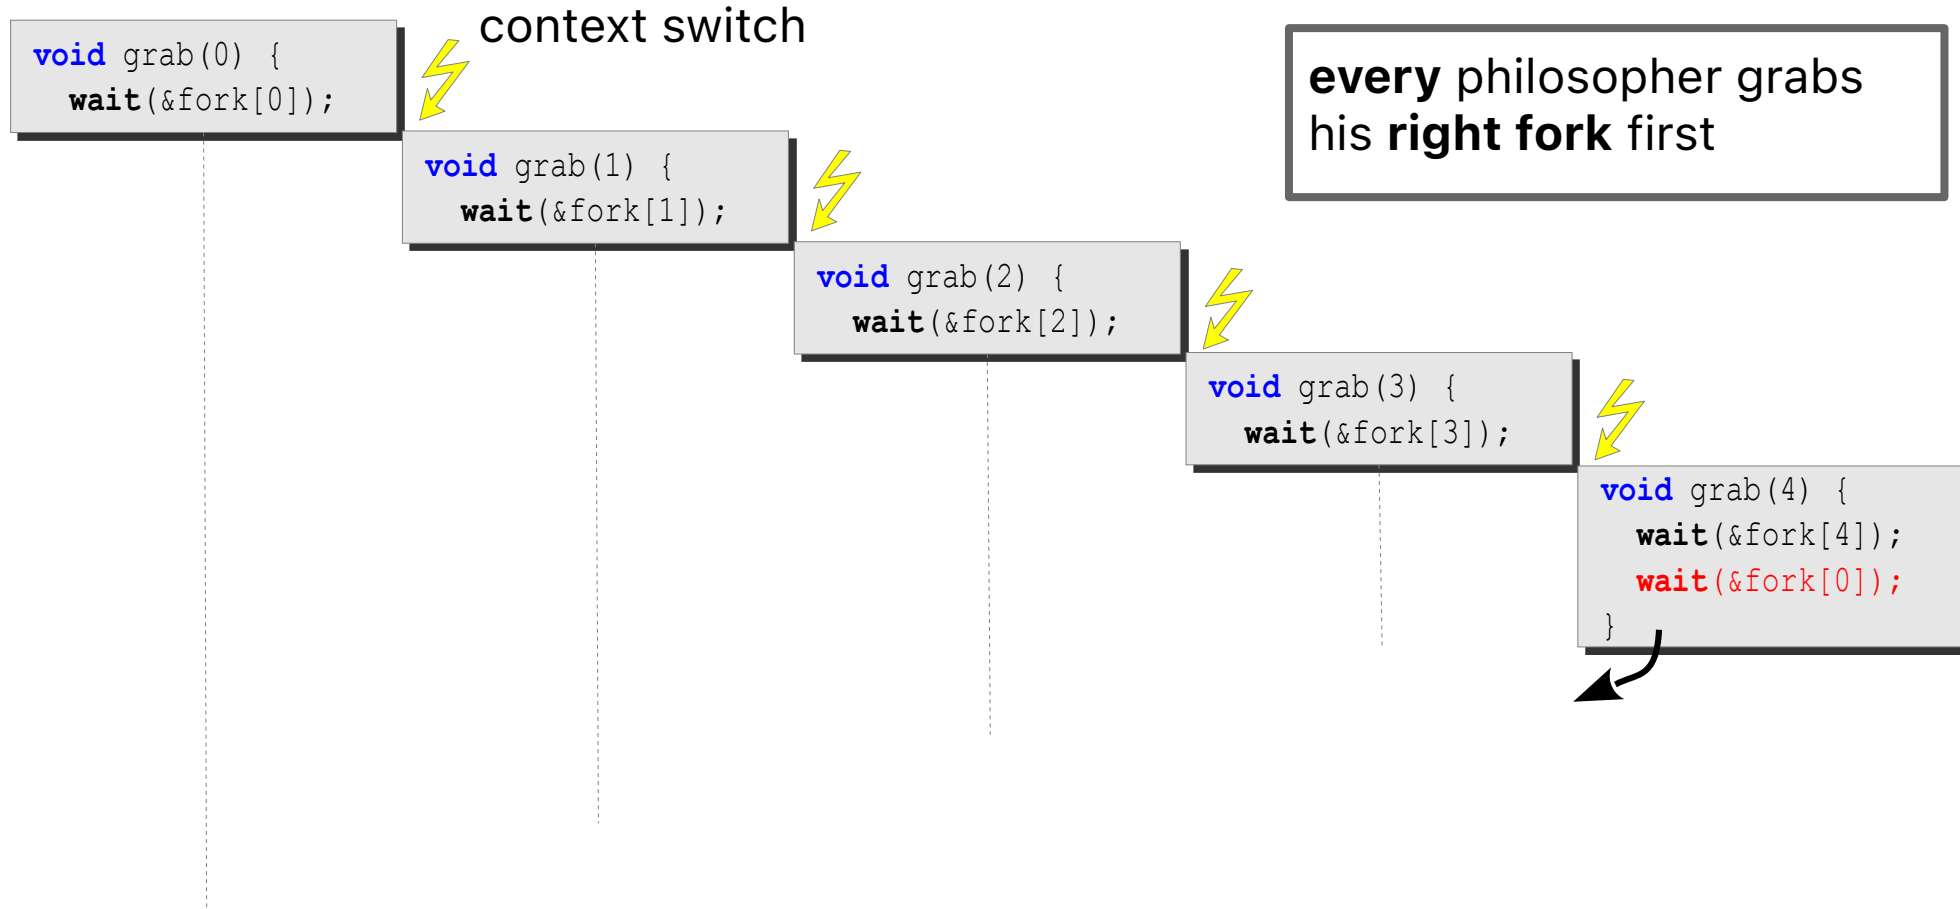 context switch
void grab(0) {
wait(&fork[0]);
every philosopher grabs
his right fork first
void grab(1) {
wait(&fork[1]);
void grab(2) {
wait(&fork[2]);
void grab(3) {
wait(&fork[3]);
void grab(4) {
wait(&fork[4]);
wait(&fork[0]);
}